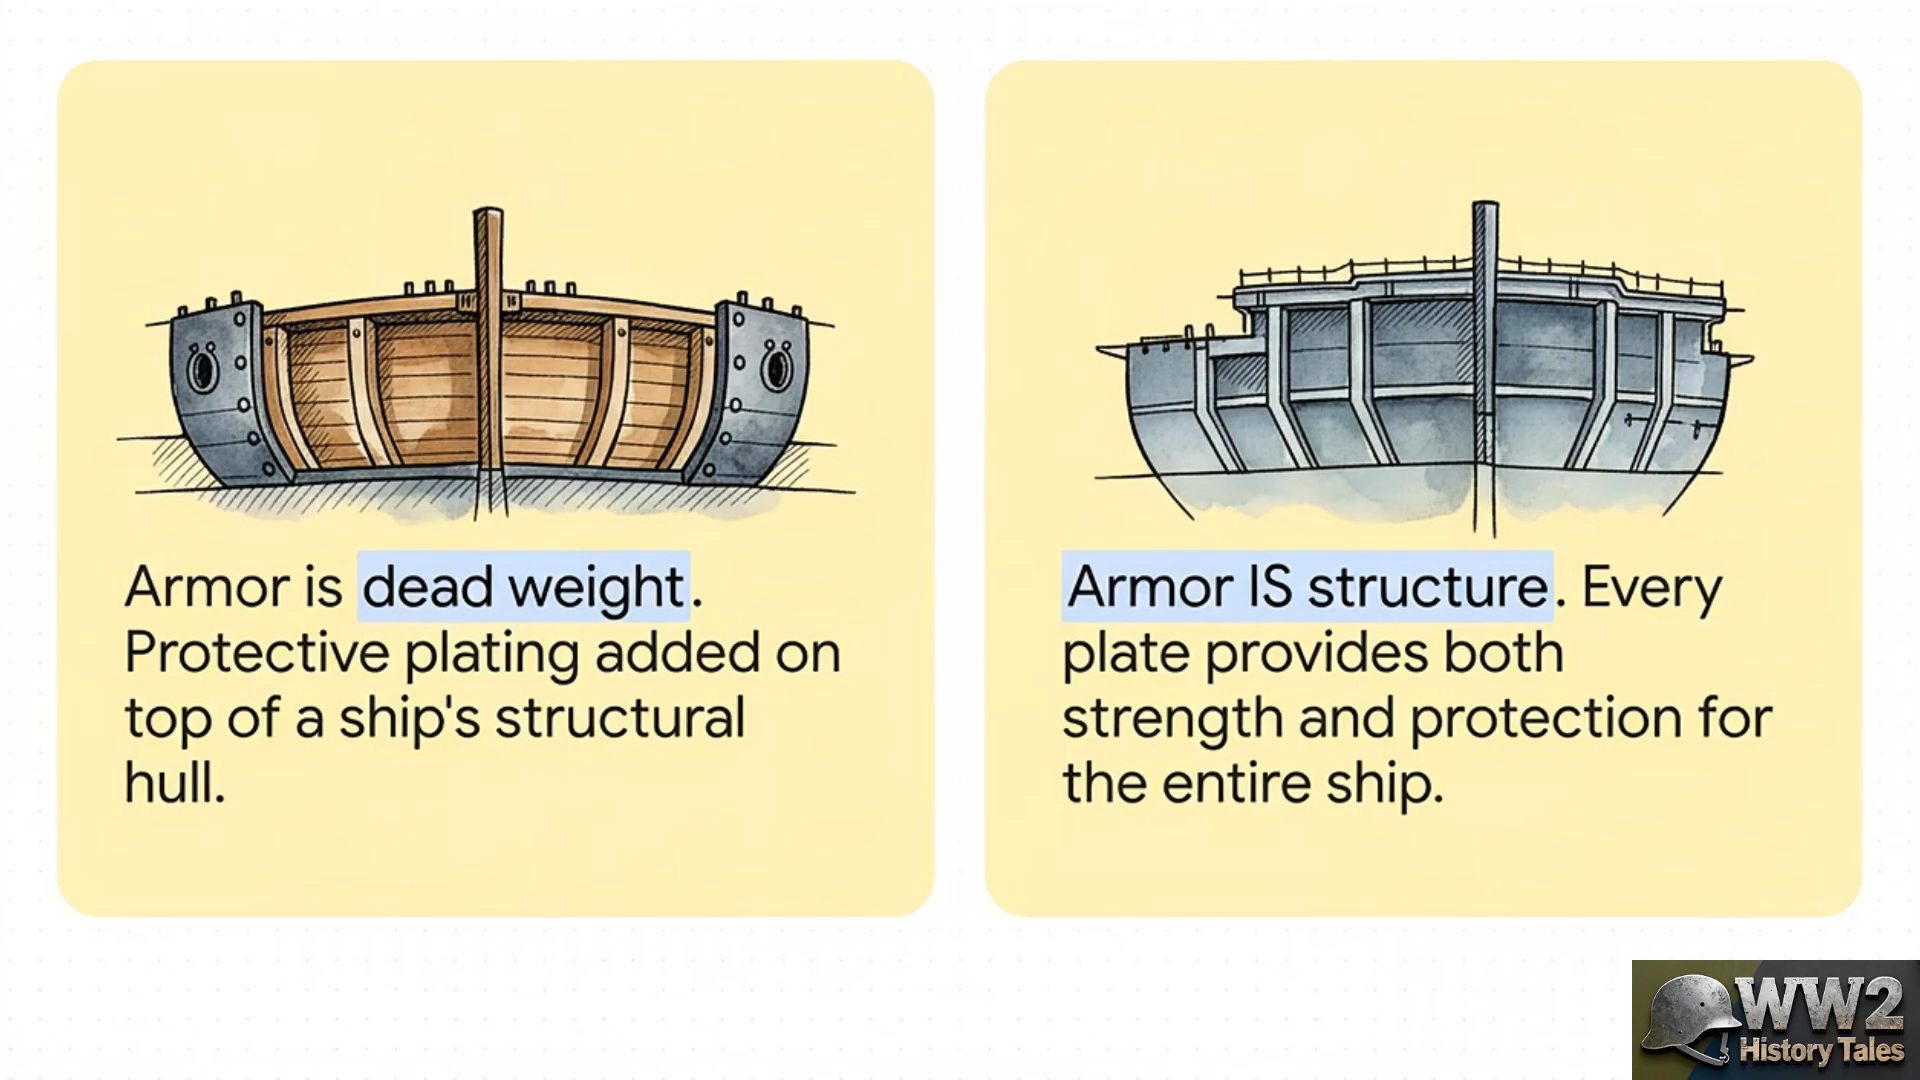 Armor is dead weight.
Protective plating added on
top of a ship's structural
hull.
Armor IS structure. Every
plate provides both
strength and protection for
the entire ship.
WW2
History Tales